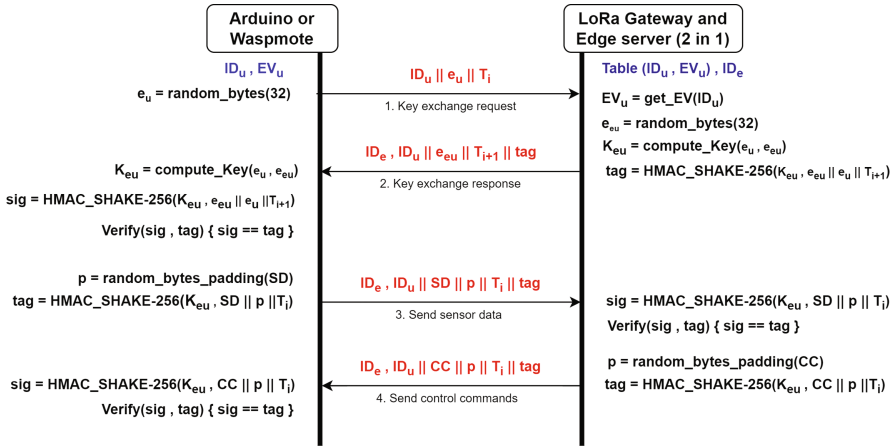 Arduino or
Waspmote
LoRa Gateway and
Edge server (2 in 1)
IDu , EVu
e_u = random_bytes(32)
IDu || eu || Ti
1. Key exchange request
Table (IDu , EVu) , IDe
EVu = get_EV(IDu)
eeu = random_bytes(32)
Keu = compute_Key(eu , eeu)
tag = HMAC_SHAKE-256(Keu , eeu || eu || Ti+1)
IDe , IDu || eeu || Ti+1 || tag
2. Key exchange response
Keu = compute_Key(eu , eeu)
sig = HMAC_SHAKE-256(Keu , eeu || eu ||Ti+1)
Verify(sig , tag) { sig == tag }
p = random_bytes_padding(SD)
tag = HMAC_SHAKE-256(Keu , SD || p ||Ti)
IDe , IDu || SD || p || Ti || tag
3. Send sensor data
sig = HMAC_SHAKE-256(Keu , SD || p || Ti)
Verify(sig , tag) { sig == tag }
p = random_bytes_padding(CC)
tag = HMAC_SHAKE-256(Keu , CC || p ||Ti)
IDe , IDu || CC || p || Ti || tag
4. Send control commands
sig = HMAC_SHAKE-256(Keu , CC || p || Ti)
Verify(sig , tag) { sig == tag }